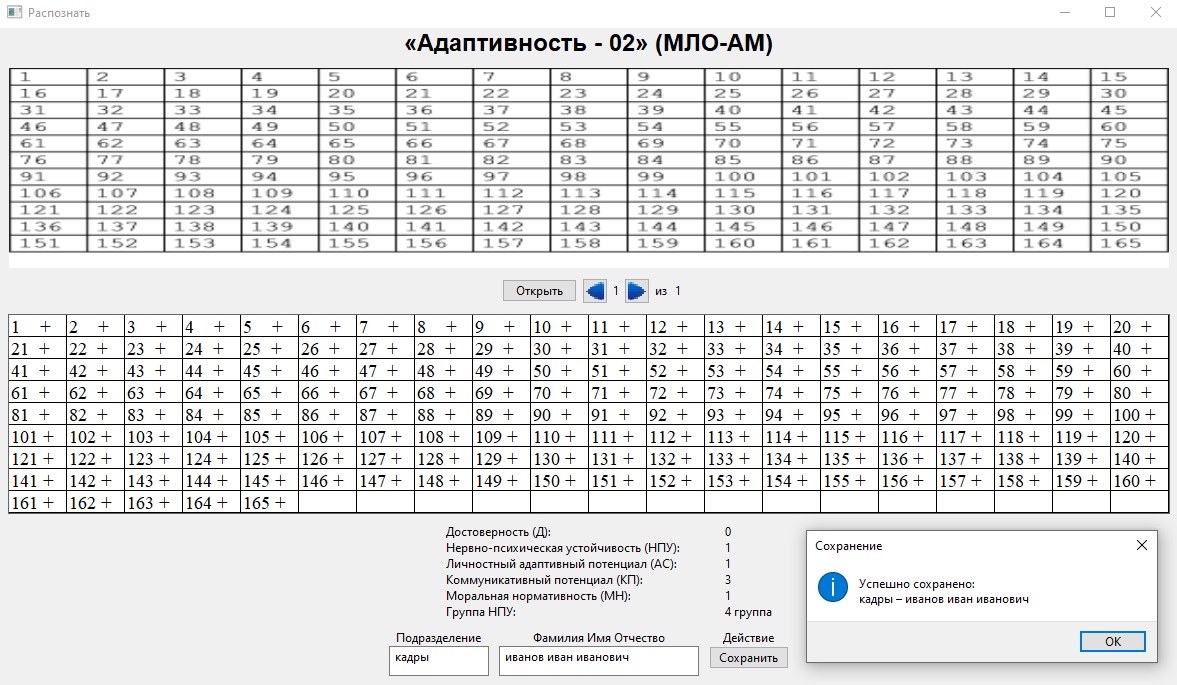 Распознать
«Адаптивность - 02» (МЛО-АМ)
1 2 3 4 5 6 7 8 9 10 11 12 13 14 15
16 17 18 19 20 21 22 23 24 25 26 27 28 29 30
31 32 33 34 35 36 37 38 39 40 41 42 43 44 45
46 47 48 49 50 51 52 53 54 55 56 57 58 59 60
61 62 63 64 65 66 67 68 69 70 71 72 73 74 75
76 77 78 79 80 81 82 83 84 85 86 87 88 89 90
91 92 93 94 95 96 97 98 99 100 101 102 103 104 105
106 107 108 109 110 111 112 113 114 115 116 117 118 119 120
121 122 123 124 125 126 127 128 129 130 131 132 133 134 135
136 137 138 139 140 141 142 143 144 145 146 147 148 149 150
151 152 153 154 155 156 157 158 159 160 161 162 163 164 165
Открыть 1 из 1
1 + 2 + 3 + 4 + 5 + 6 + 7 + 8 + 9 + 10 + 11 + 12 + 13 + 14 + 15 + 16 + 17 + 18 + 19 + 20 +
21 + 22 + 23 + 24 + 25 + 26 + 27 + 28 + 29 + 30 + 31 + 32 + 33 + 34 + 35 + 36 + 37 + 38 + 39 + 40 +
41 + 42 + 43 + 44 + 45 + 46 + 47 + 48 + 49 + 50 + 51 + 52 + 53 + 54 + 55 + 56 + 57 + 58 + 59 + 60 +
61 + 62 + 63 + 64 + 65 + 66 + 67 + 68 + 69 + 70 + 71 + 72 + 73 + 74 + 75 + 76 + 77 + 78 + 79 + 80 +
81 + 82 + 83 + 84 + 85 + 86 + 87 + 88 + 89 + 90 + 91 + 92 + 93 + 94 + 95 + 96 + 97 + 98 + 99 + 100 +
101 + 102 + 103 + 104 + 105 + 106 + 107 + 108 + 109 + 110 + 111 + 112 + 113 + 114 + 115 + 116 + 117 + 118 + 119 + 120 +
121 + 122 + 123 + 124 + 125 + 126 + 127 + 128 + 129 + 130 + 131 + 132 + 133 + 134 + 135 + 136 + 137 + 138 + 139 + 140 +
141 + 142 + 143 + 144 + 145 + 146 + 147 + 148 + 149 + 150 + 151 + 152 + 153 + 154 + 155 + 156 + 157 + 158 + 159 + 160 +
161 + 162 + 163 + 164 + 165 +
Достоверность (Д): 0
Нервно-психическая устойчивость (НПУ): 1
Личностный адаптивный потенциал (АС): 1
Коммуникативный потенциал (КП): 3
Моральная нормативность (МН): 1
Группа НПУ: 4 группа
Подразделение Фамилия Имя Отчество Действие
кадры иванов иван иванович Сохранить
Сохранение
Успешно сохранено:
кадры – иванов иван иванович
ОК